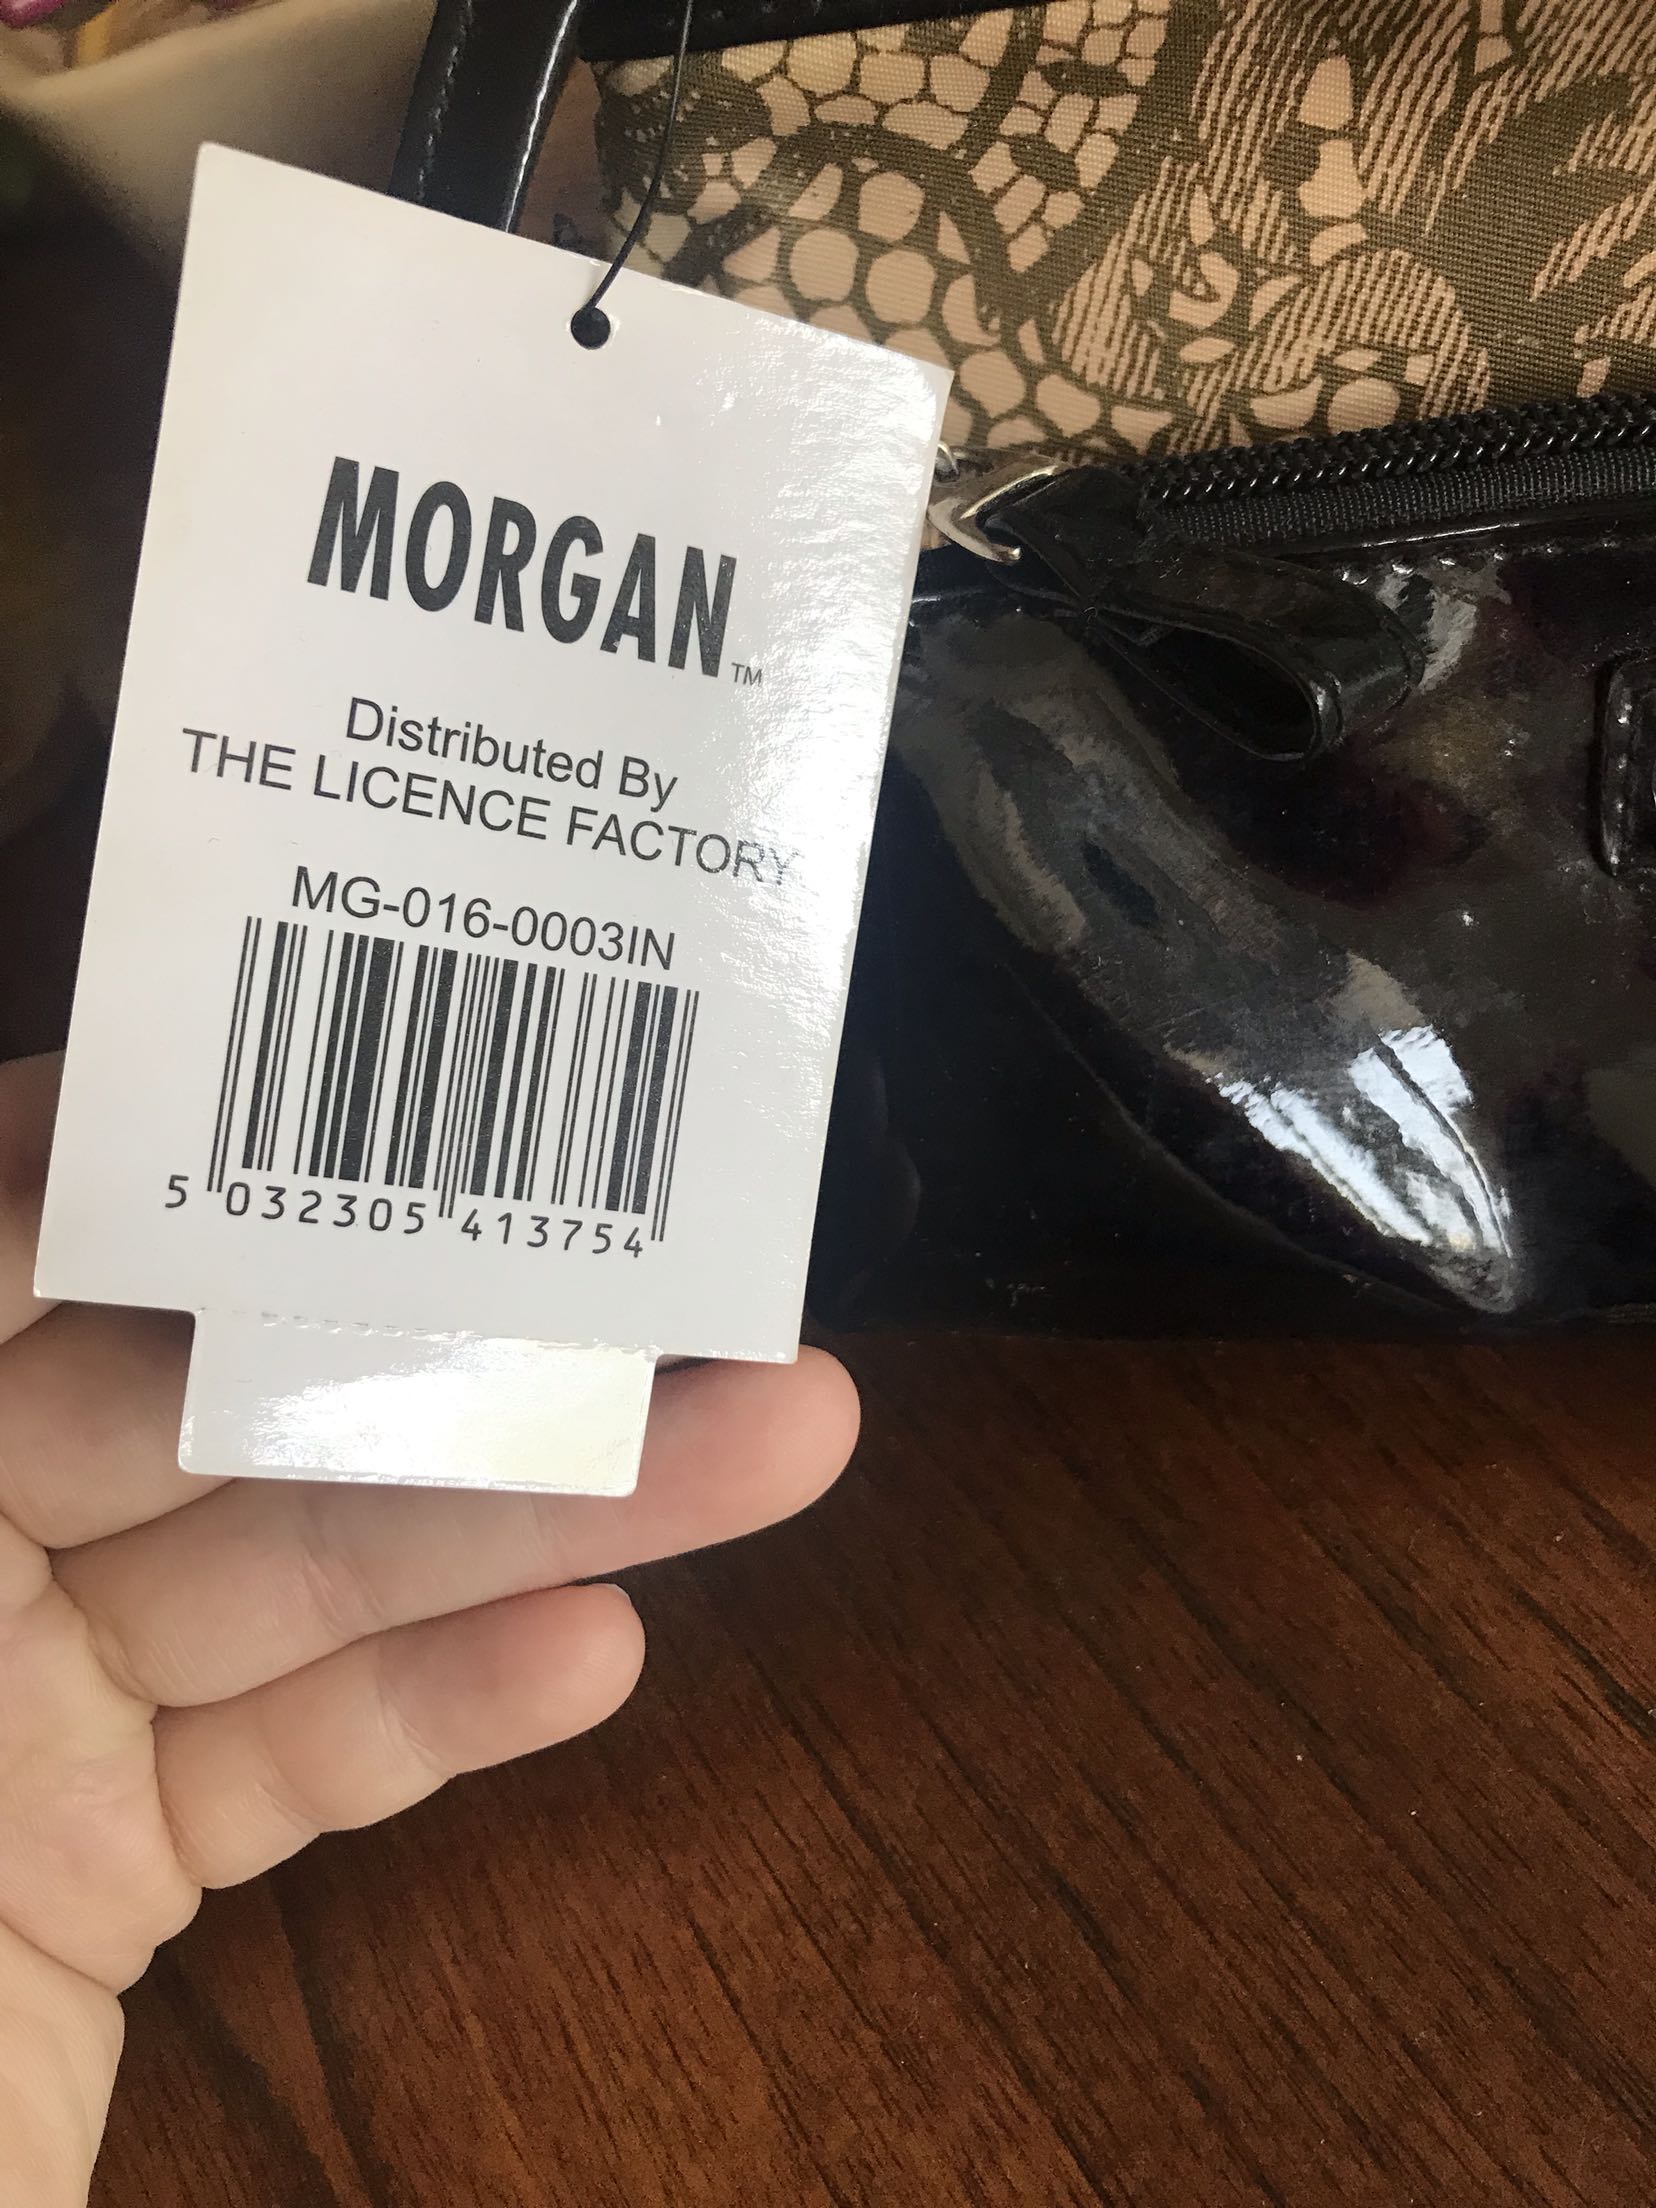 MORGAN™
Distributed By
THE LICENCE FACTORY
MG-016-0003IN
5 032305 413754